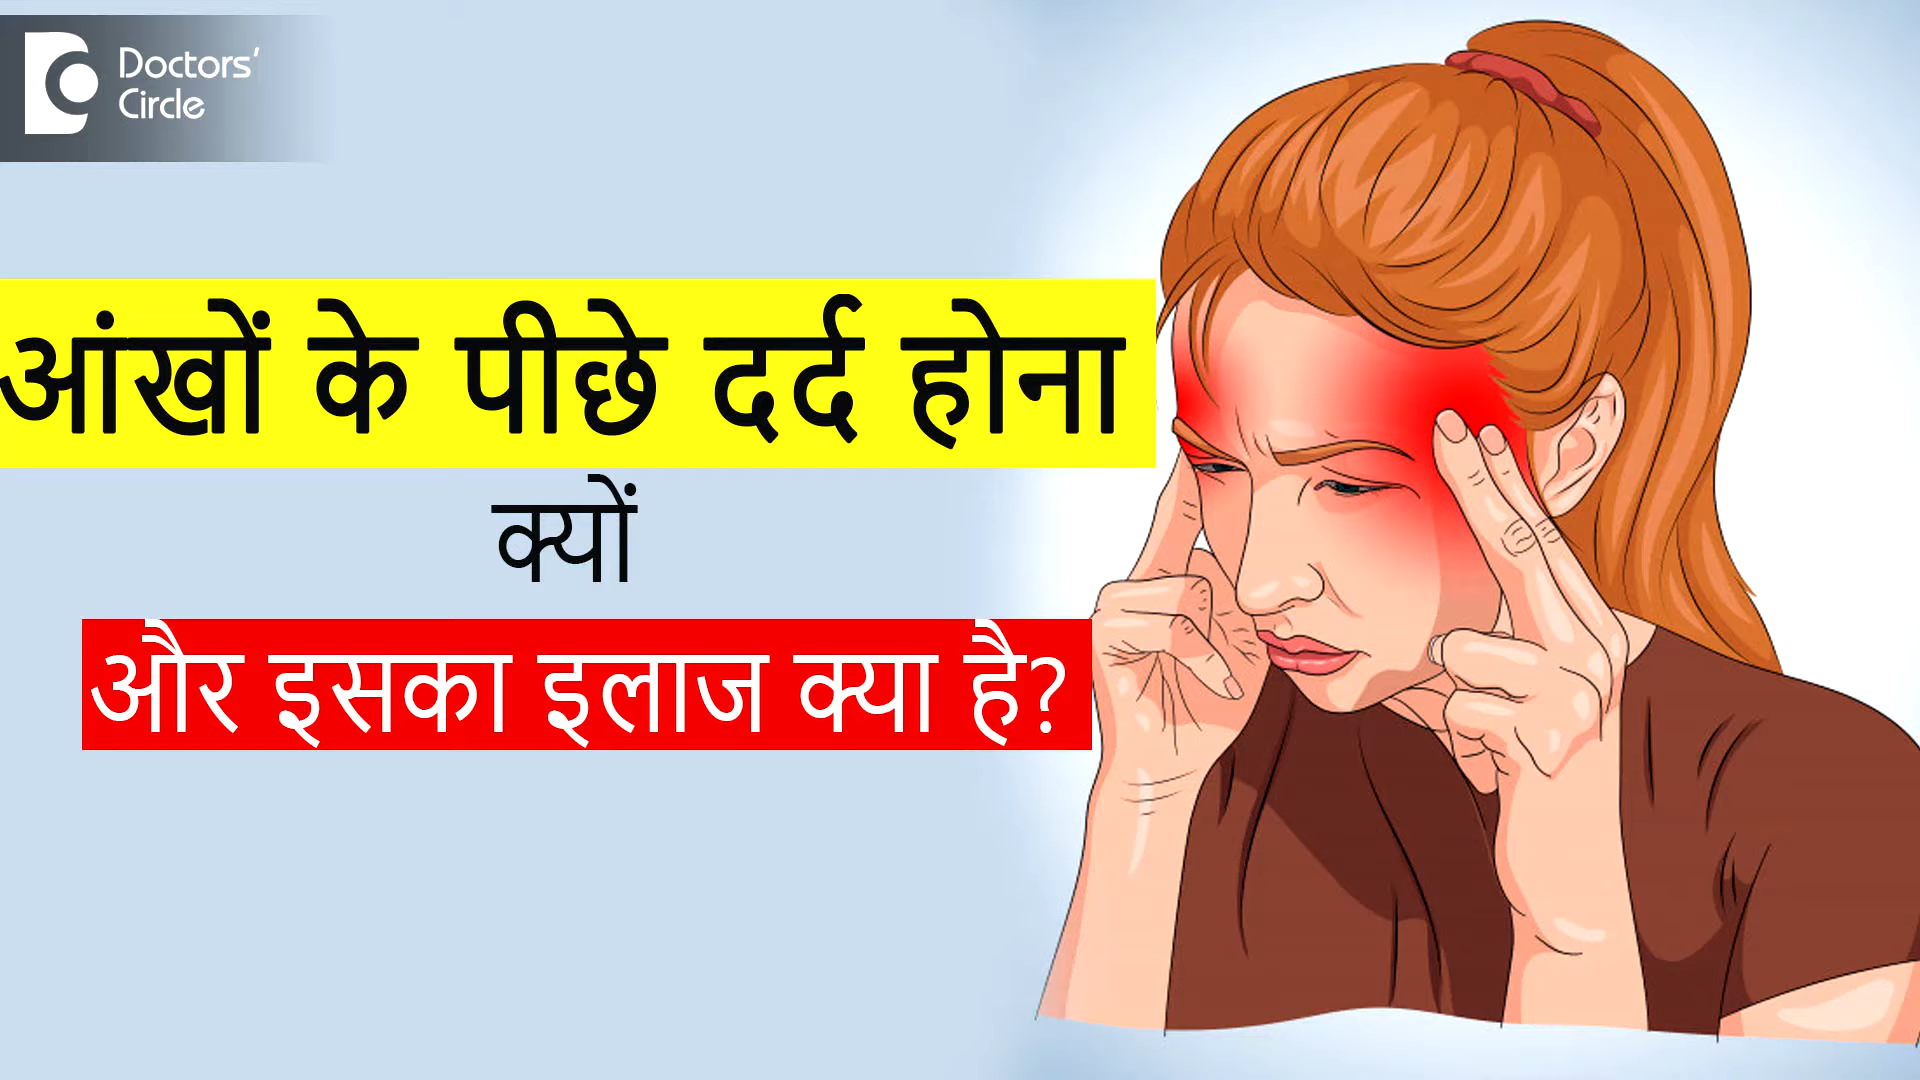 Doctors'
Circle
आंखों के पीछे दर्द होना
क्यों
और इसका इलाज क्या है?